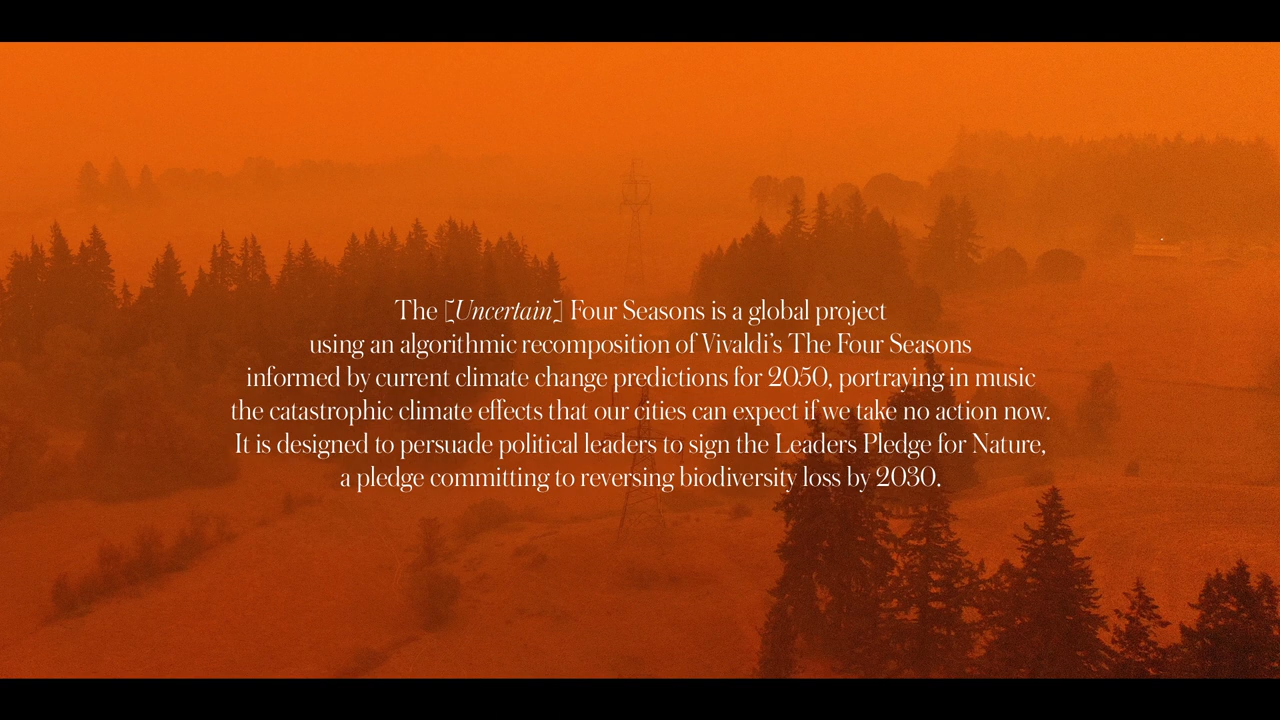 The [Uncertain] Four Seasons is a global project
using an algorithmic recomposition of Vivaldi’s The Four Seasons
informed by current climate change predictions for 2050, portraying in music
the catastrophic climate effects that our cities can expect if we take no action now.
It is designed to persuade political leaders to sign the Leaders Pledge for Nature,
a pledge committing to reversing biodiversity loss by 2030.